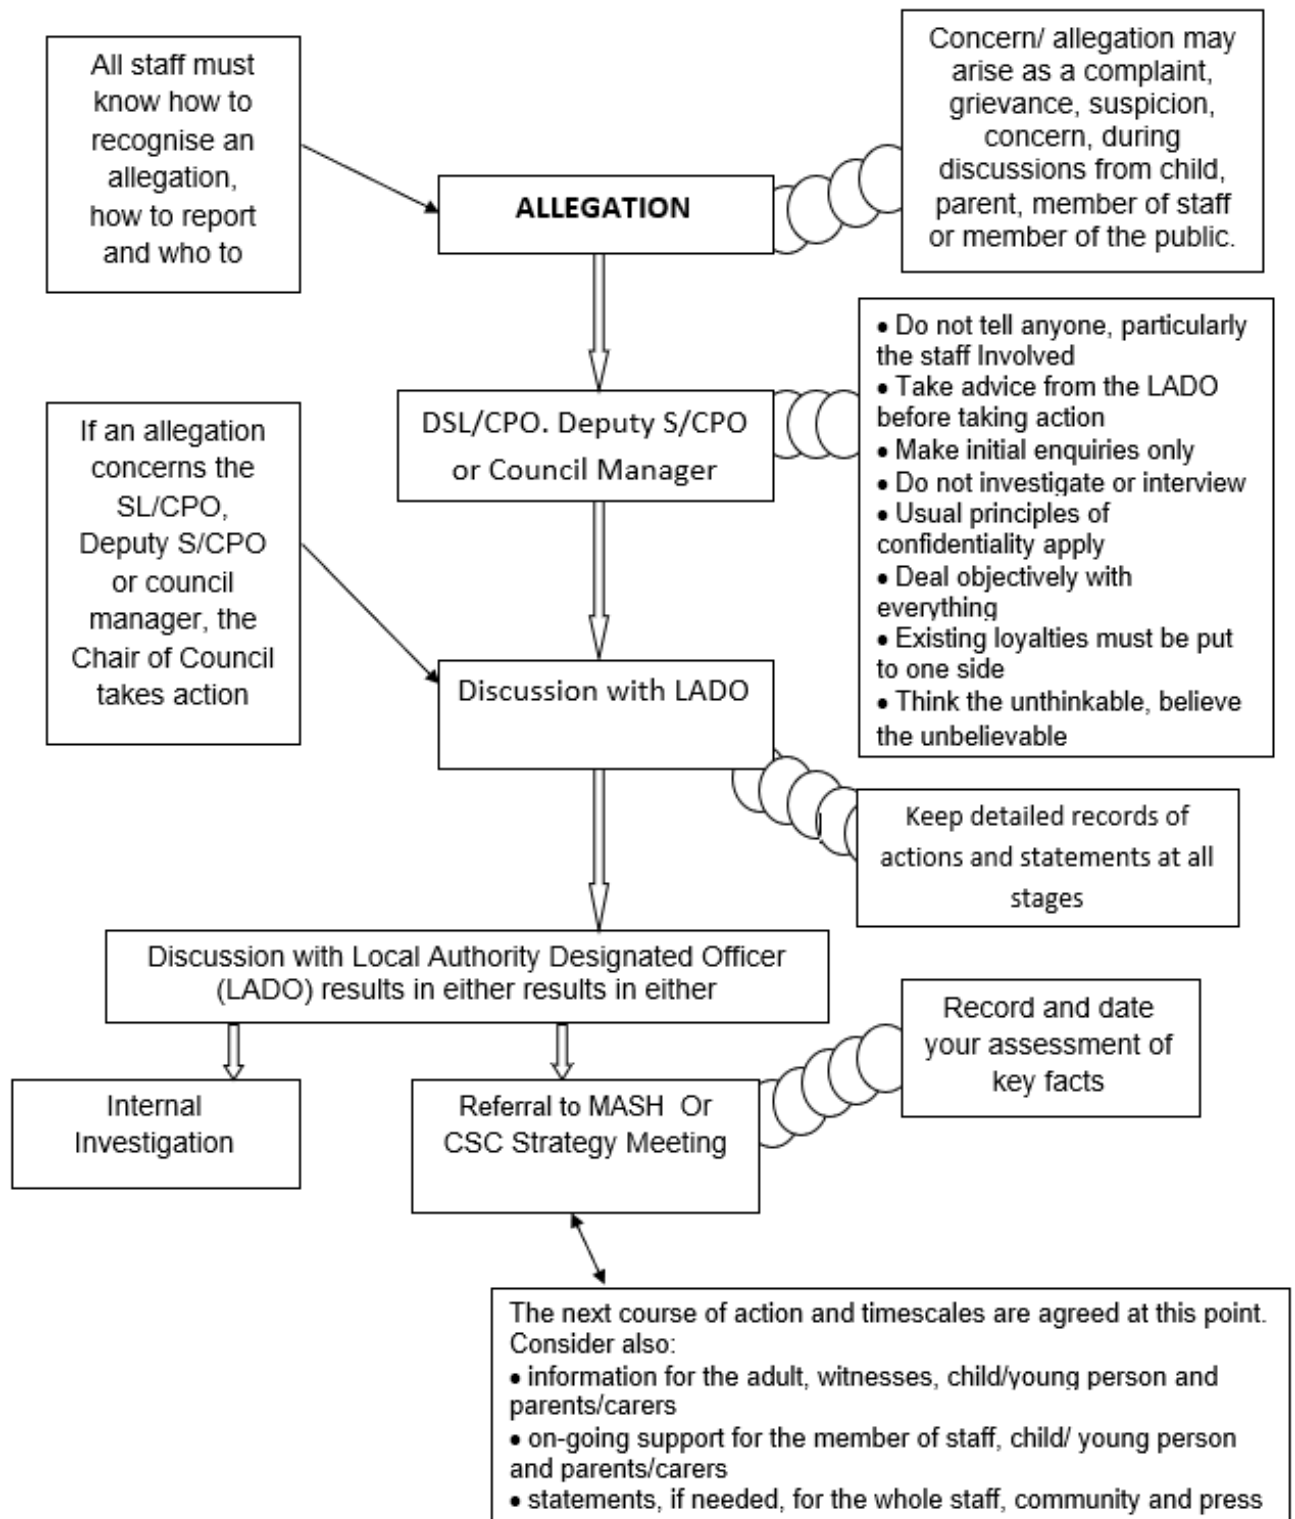 All staff must
know how to
recognise an
allegation,
how to report
and who to
ALLEGATION
Concern/ allegation may
arise as a complaint,
grievance, suspicion,
concern, during
discussions from child,
parent, member of staff
or member of the public.
DSL/CPO. Deputy S/CPO
or Council Manager
• Do not tell anyone, particularly
the staff Involved
• Take advice from the LADO
before taking action
• Make initial enquiries only
• Do not investigate or interview
• Usual principles of
confidentiality apply
• Deal objectively with
everything
• Existing loyalties must be put
to one side
• Think the unthinkable, believe
the unbelievable
If an allegation
concerns the
SL/CPO,
Deputy S/CPO
or council
manager, the
Chair of Council
takes action
Discussion with LADO
Keep detailed records of
actions and statements at all
stages
Discussion with Local Authority Designated Officer
(LADO) results in either results in either
Record and date
your assessment of
key facts
Internal
Investigation
Referral to MASH  Or
CSC Strategy Meeting
The next course of action and timescales are agreed at this point.
Consider also:
• information for the adult, witnesses, child/young person and
parents/carers
• on-going support for the member of staff, child/ young person
and parents/carers
• statements, if needed, for the whole staff, community and press